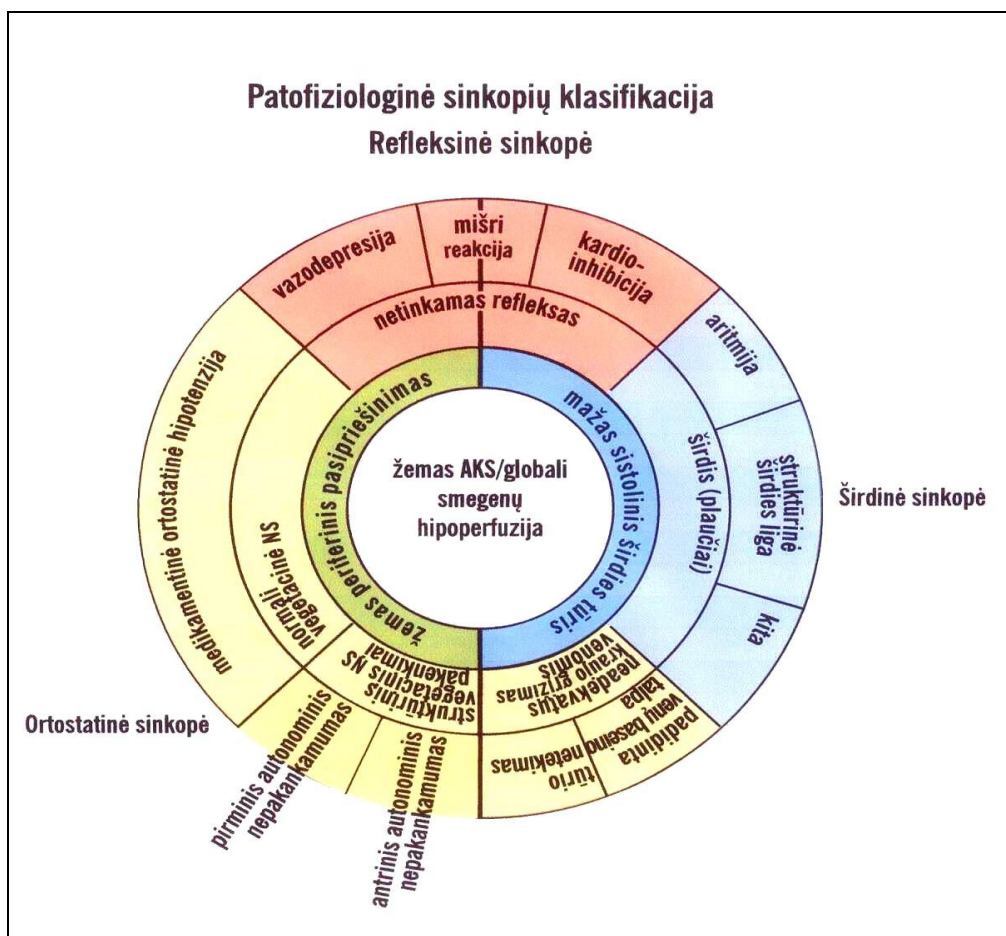 Patofiziologinė sinkopių klasifikacija
Refleksinė sinkopė
vazodepresija
mišri
reakcija
kardio-
inhibicija
netinkamas refleksas
aritmija
struktūrinė
širdies liga
kita
širdis (plaučiai)
Širdinė sinkopė
žemas periferinis pasipriešinimas
mažas sistolinis širdies tūris
žemas AKS/globali
smegenų
hipoperfuzija
medikamentinė ortostatinė hipotenzija
normali
vegetacinė NS
struktūrinis
vegetacinis NS
pakenkimai
neadekvatus
kraujo grįžimas
venomis
Ortostatinė sinkopė
pirminis autonominis
nepakankamumas
antrinis autonominis
nepakankamumas
tūrio
netekimas
padidinta
venų baseino
talpa